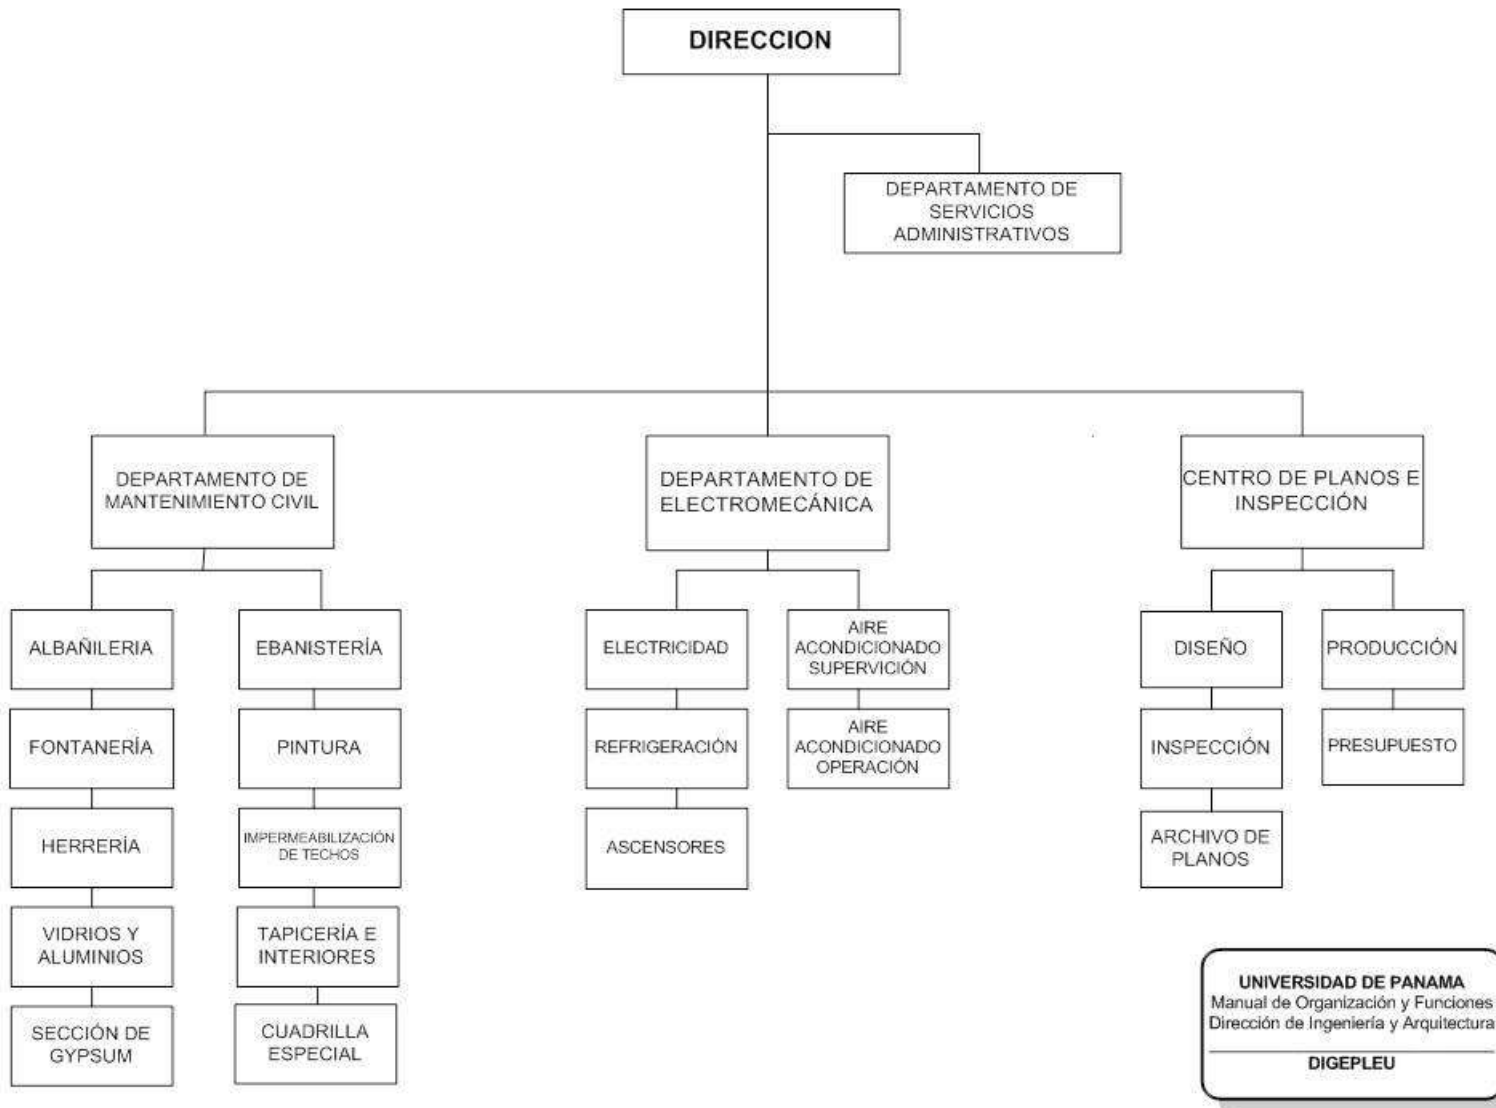 DIRECCION
DEPARTAMENTO DE
SERVICIOS
ADMINISTRATIVOS
DEPARTAMENTO DE
MANTENIMIENTO CIVIL
DEPARTAMENTO DE
ELECTROMECÁNICA
CENTRO DE PLANOS E
INSPECCIÓN
ALBAÑILERIA
FONTANERÍA
HERRERÍA
VIDRIOS Y
ALUMINIOS
SECCIÓN DE
GYPSUM
EBANISTERÍA
PINTURA
IMPERMEABILIZACIÓN
DE TECHOS
TAPICERÍA E
INTERIORES
CUADRILLA
ESPECIAL
ELECTRICIDAD
REFRIGERACIÓN
ASCENSORES
AIRE
ACONDICIONADO
SUPERVICIÓN
AIRE
ACONDICIONADO
OPERACIÓN
DISEÑO
INSPECCIÓN
ARCHIVO DE
PLANOS
PRODUCCIÓN
PRESUPUESTO
UNIVERSIDAD DE PANAMA
Manual de Organización y Funciones
Dirección de Ingeniería y Arquitectura
DIGEPLEU